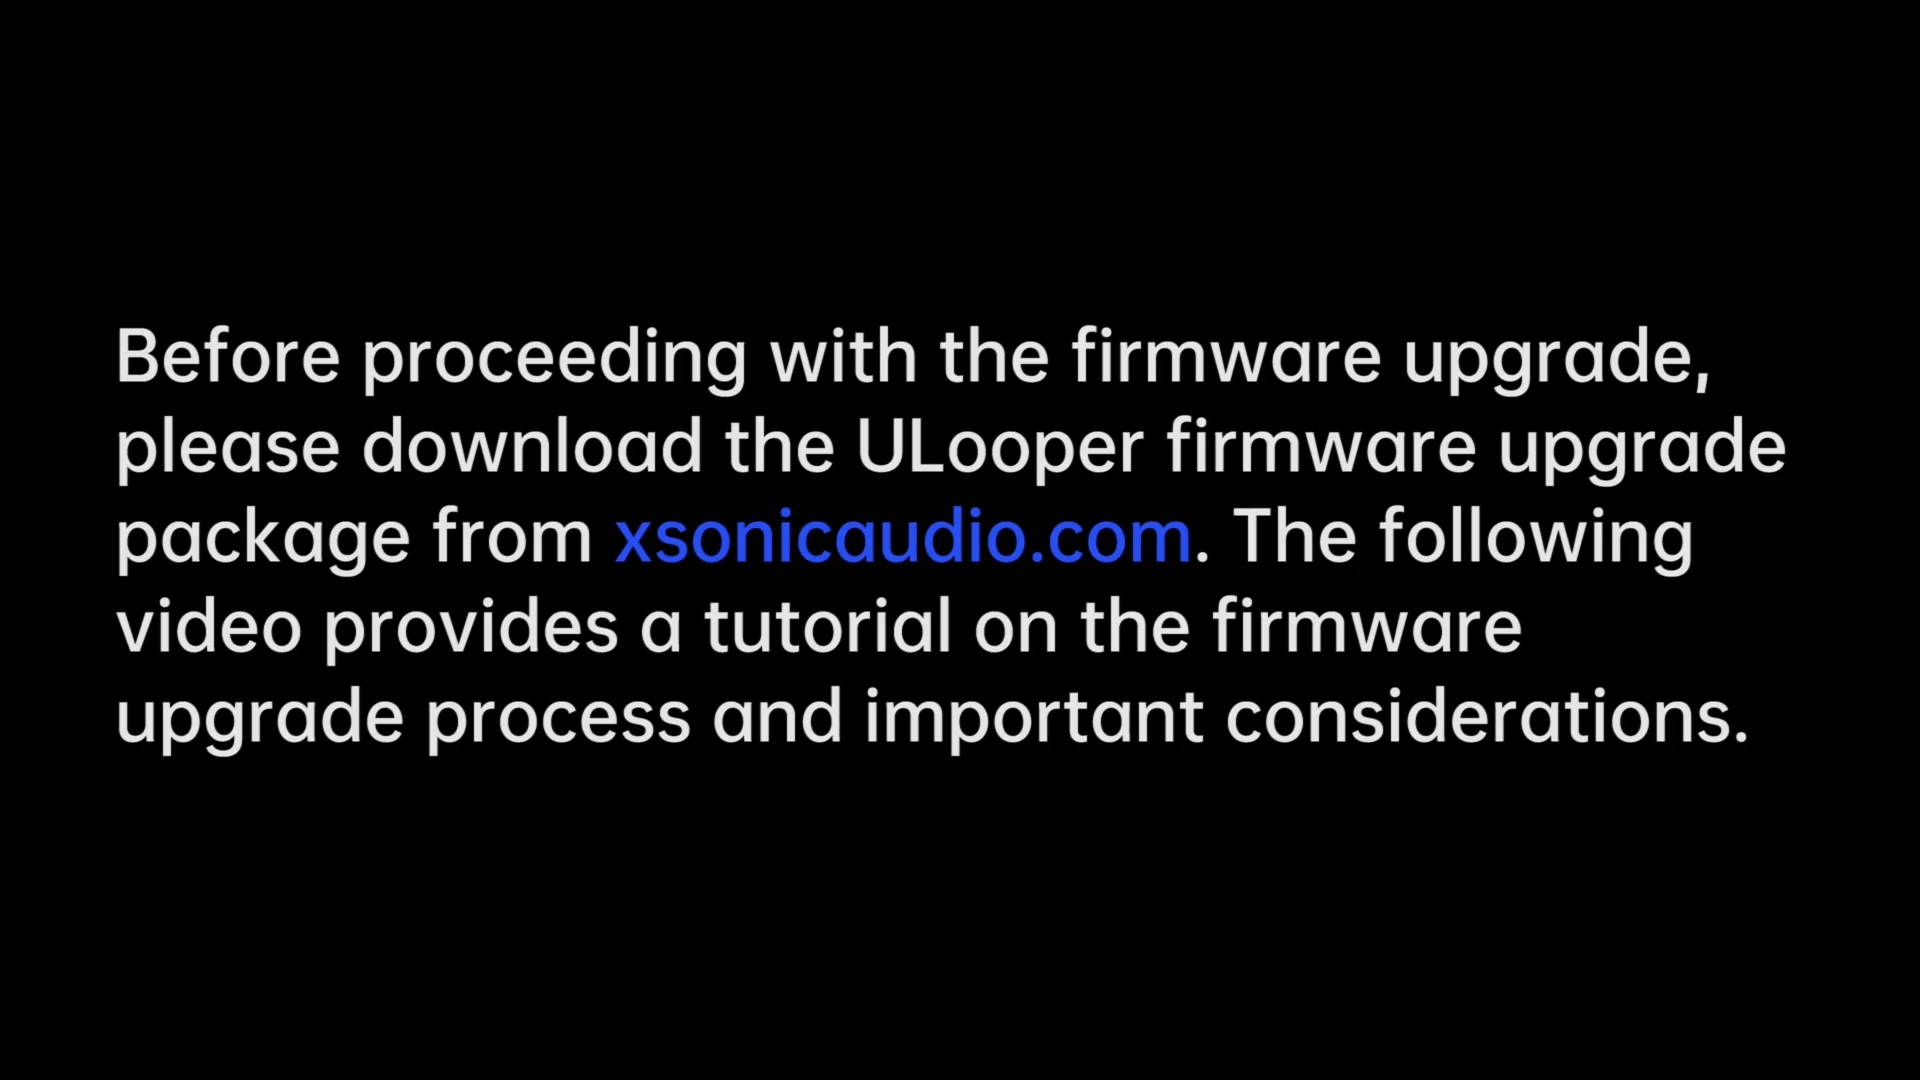 Before proceeding with the firmware upgrade,
please download the ULooper firmware upgrade
package from xsonicaudio.com. The following
video provides a tutorial on the firmware
upgrade process and important considerations.